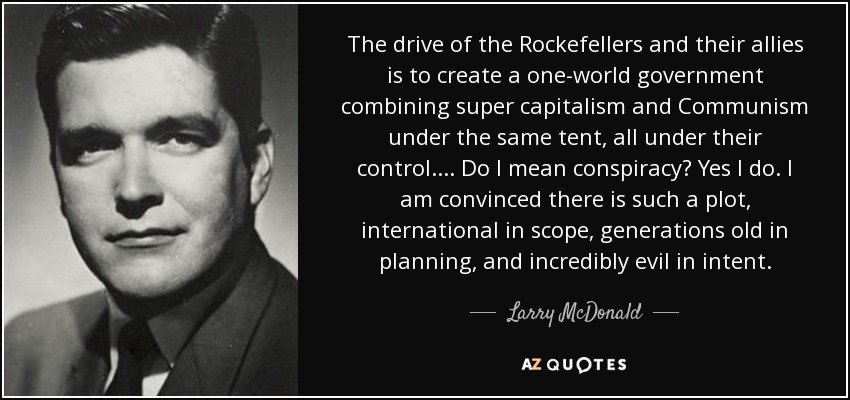 The drive of the Rockefellers and their allies
is to create a one-world government
combining super capitalism and Communism
under the same tent, all under their
control.... Do I mean conspiracy? Yes I do. I
am convinced there is such a plot,
international in scope, generations old in
planning, and incredibly evil in intent.
Larry McDonald
AZ QUOTES